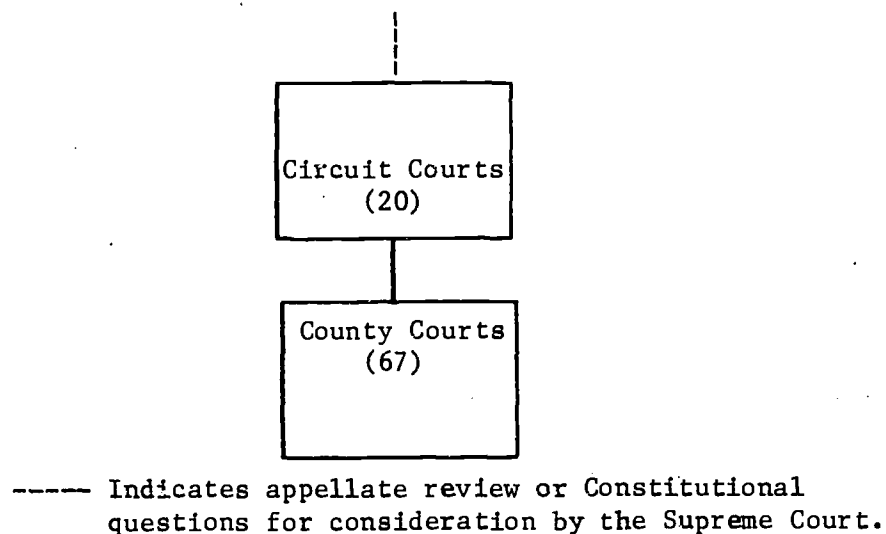 Circuit Courts
(20)
County Courts
(67)
----- Indicates appellate review or Constitutional
questions for consideration by the Supreme Court.